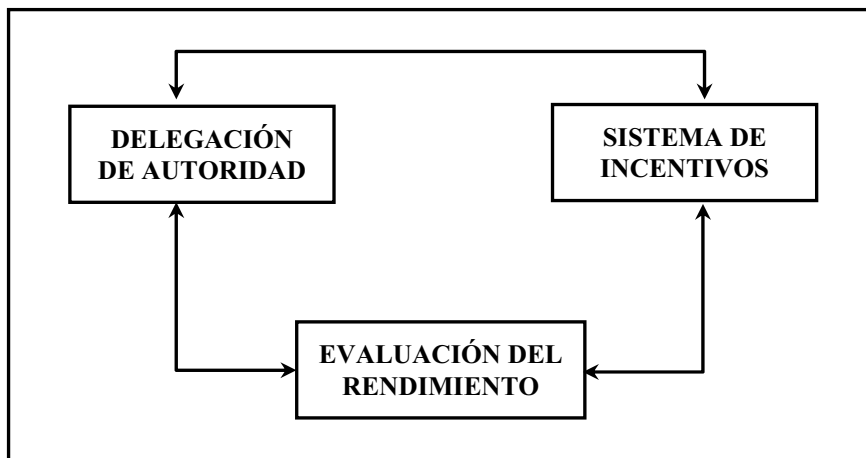 DELEGACIÓN
DE AUTORIDAD
SISTEMA DE
INCENTIVOS
EVALUACIÓN DEL
RENDIMIENTO